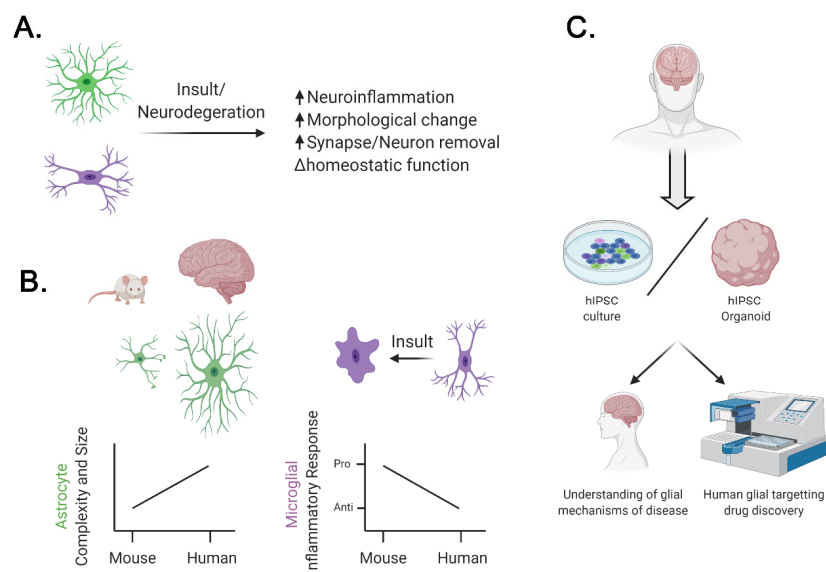 A.
Insult/
Neurodegeration
↑Neuroinflammation
↑Morphological change
↑Synapse/Neuron removal
Δhomeostatic function
B.
Insult
Astrocyte
Complexity and Size
Mouse
Human
Microglial
nflammatory Response
Pro
Anti
Mouse
Human
C.
hIPSC
culture
hIPSC
Organoid
Understanding of glial
mechanisms of disease
Human glial targetting
drug discovery